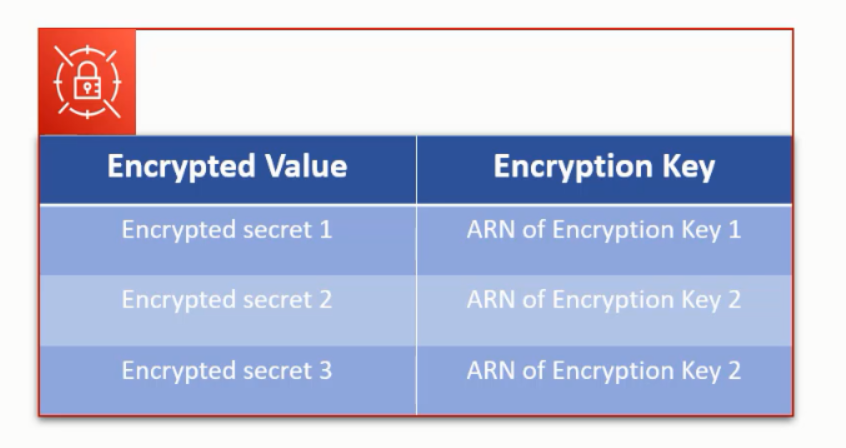 Encrypted Value Encryption Key
Encrypted secret 1 ARN of Encryption Key 1
Encrypted secret 2 ARN of Encryption Key 2
Encrypted secret 3 ARN of Encryption Key 2